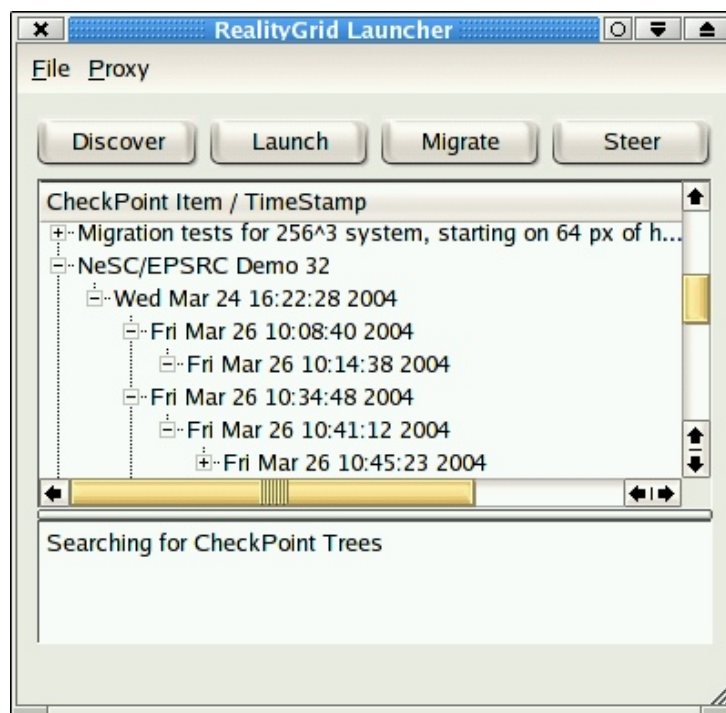 RealityGrid Launcher
File Proxy
Discover Launch Migrate Steer
CheckPoint Item / TimeStamp
Migration tests for 256^3 system, starting on 64 px of h...
NeSC/EPSRC Demo 32
Wed Mar 24 16:22:28 2004
Fri Mar 26 10:08:40 2004
Fri Mar 26 10:14:38 2004
Fri Mar 26 10:34:48 2004
Fri Mar 26 10:41:12 2004
Fri Mar 26 10:45:23 2004
Searching for CheckPoint Trees